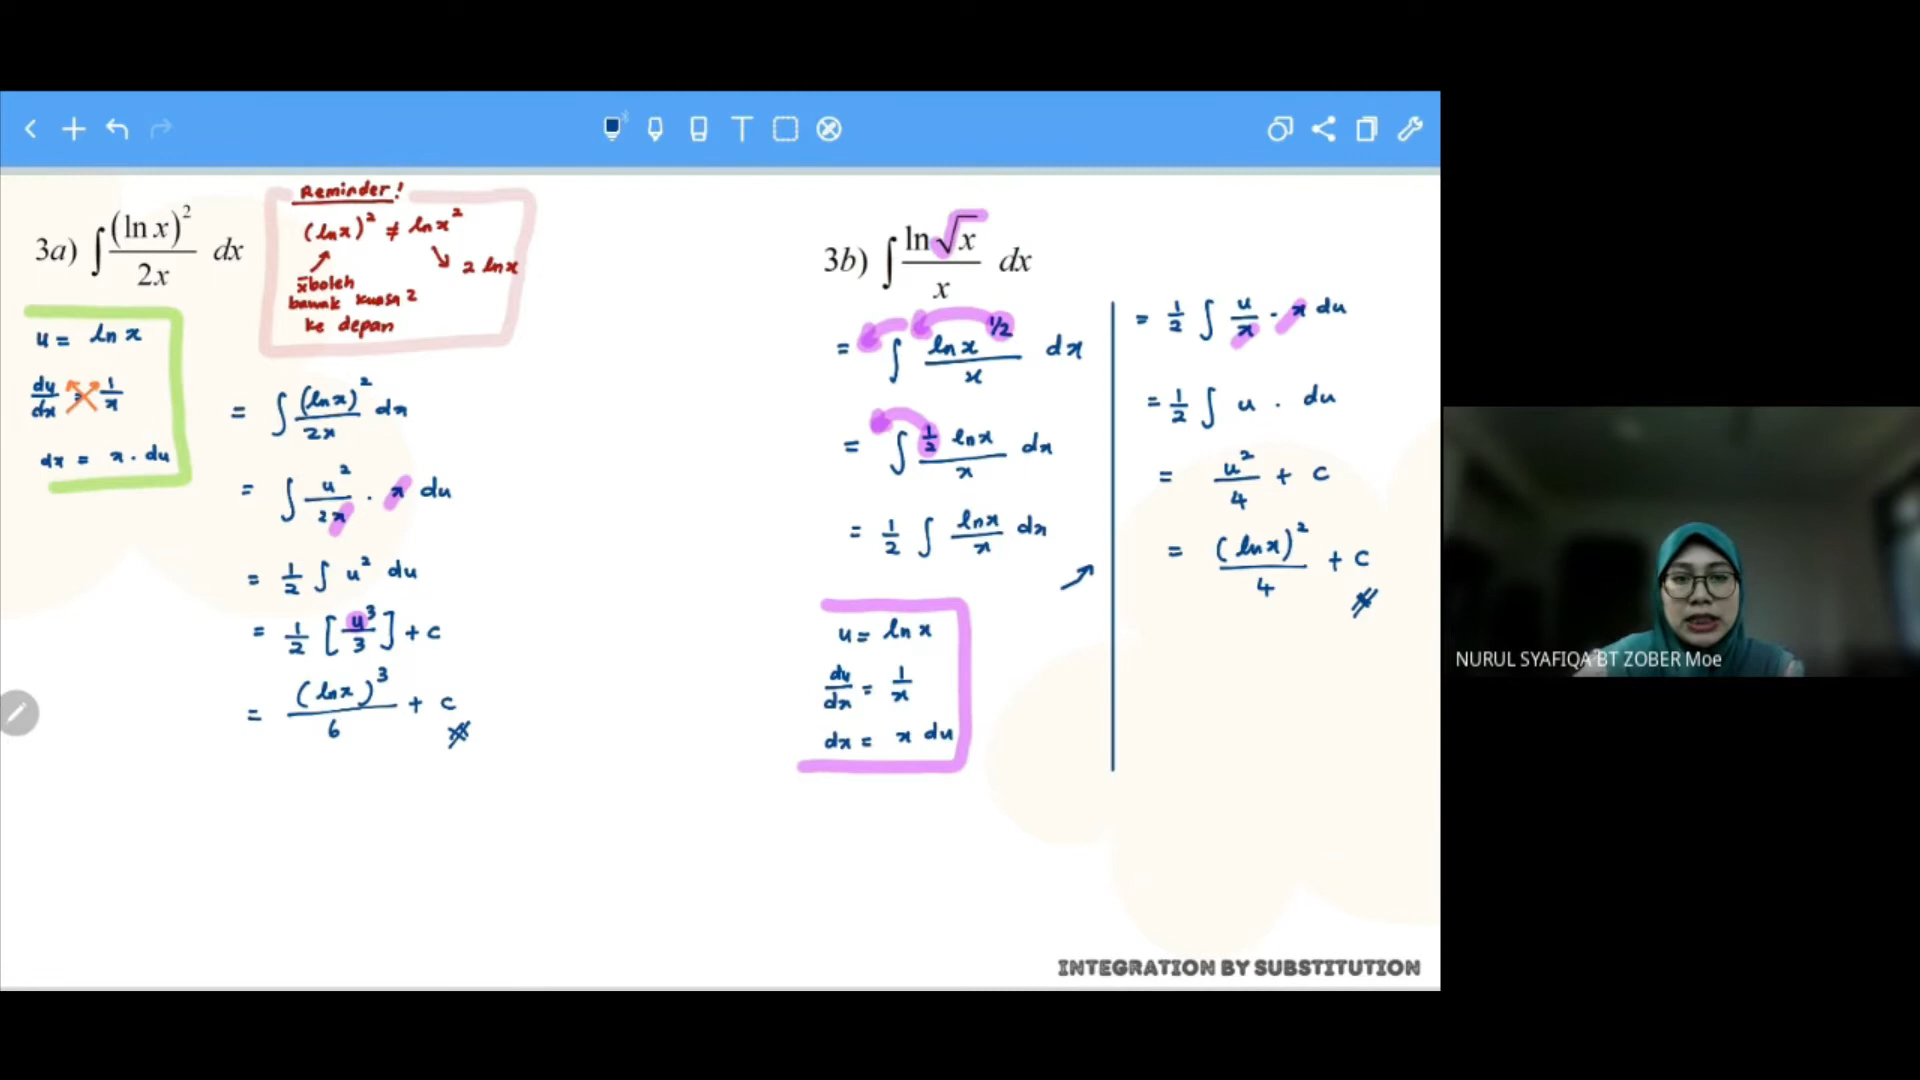 Reminder!
(ln x)² ≠ ln x²
2 ln x
x̄boleh
bawak kuasa 2
ke depan
3a) ∫ (ln x)² / 2x dx
u = ln x
du/dx = 1/x
dx = x . du
= ∫ (ln x)² / 2x dx
= ∫ u² / 2x . x du
= 1/2 ∫ u² du
= 1/2 [u³/3] + c
= (ln x)³ / 6 + c
3b) ∫ ln √x / x dx
= ∫ ln x^1/2 / x dx
= ∫ 1/2 ln x / x dx
= 1/2 ∫ ln x / x dx
u = ln x
du/dx = 1/x
dx = x du
= 1/2 ∫ u/x . x du
= 1/2 ∫ u . du
= u²/4 + c
= (ln x)² / 4 + c
INTEGRATION BY SUBSTITUTION
NURUL SYAFIQA BT ZOBER Moe